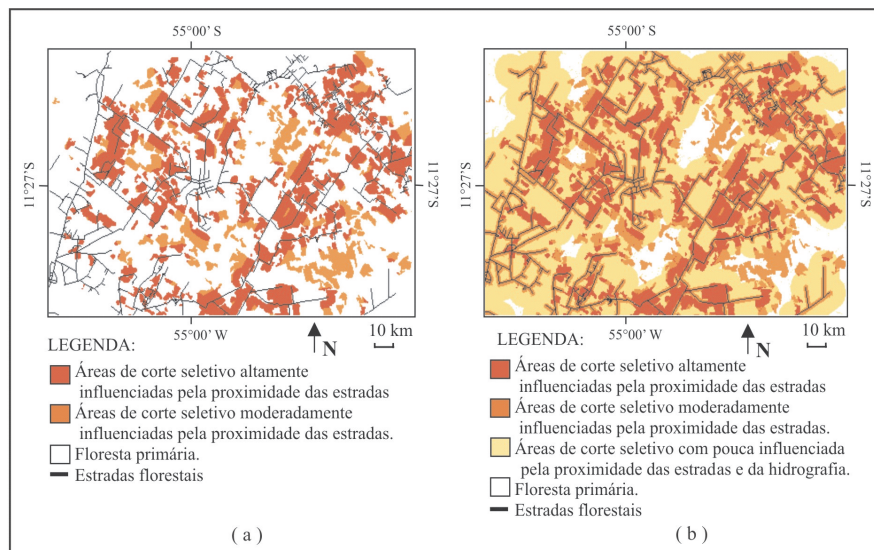 55°00' S
11°27'S
11°27'S
55°00' W
N
10 km
LEGENDA:
Áreas de corte seletivo altamente
influenciadas pela proximidade das estradas
Áreas de corte seletivo moderadamente
influenciadas pela proximidade das estradas.
Floresta primária.
Estradas florestais
( a )
55°00' S
11°27'S
11°27'S
55°00' W
N
10 km
LEGENDA:
Áreas de corte seletivo altamente
influenciadas pela proximidade das estradas
Áreas de corte seletivo moderadamente
influenciadas pela proximidade das estradas.
Áreas de corte seletivo com pouca influenciada
pela proximidade das estradas e da hidrografia.
Floresta primária.
Estradas florestais
( b )